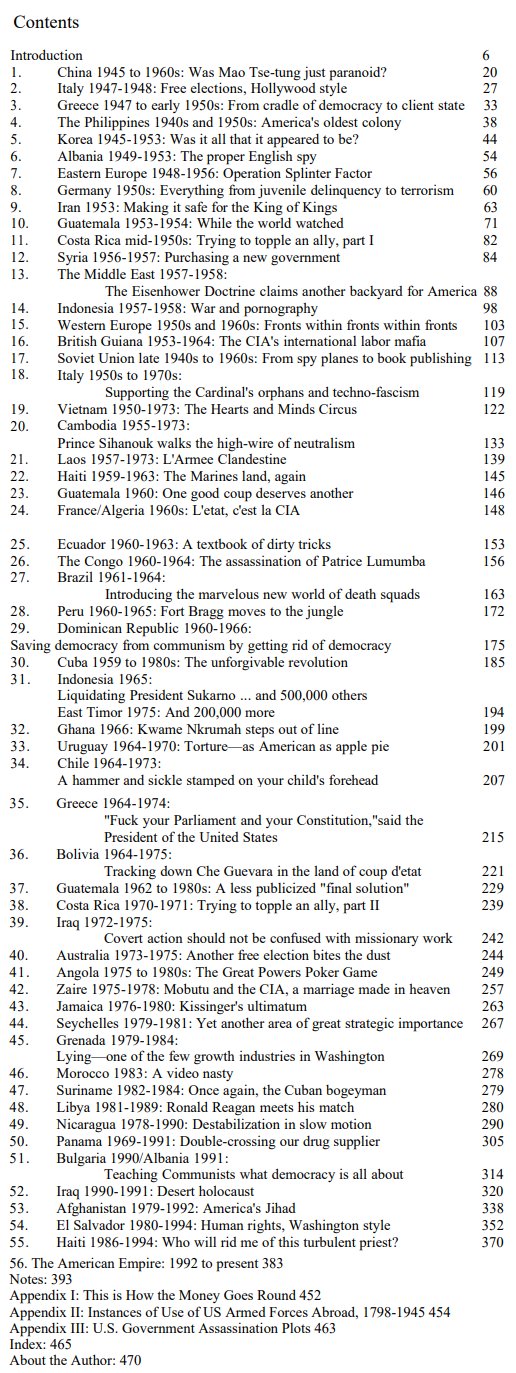 Contents
Introduction 6
1. China 1945 to 1960s: Was Mao Tse-tung just paranoid? 20
2. Italy 1947-1948: Free elections, Hollywood style 27
3. Greece 1947 to early 1950s: From cradle of democracy to client state 33
4. The Philippines 1940s and 1950s: America's oldest colony 38
5. Korea 1945-1953: Was it all that it appeared to be? 44
6. Albania 1949-1953: The proper English spy 54
7. Eastern Europe 1948-1956: Operation Splinter Factor 56
8. Germany 1950s: Everything from juvenile delinquency to terrorism 60
9. Iran 1953: Making it safe for the King of Kings 63
10. Guatemala 1953-1954: While the world watched 71
11. Costa Rica mid-1950s: Trying to topple an ally, part I 82
12. Syria 1956-1957: Purchasing a new government 84
13. The Middle East 1957-1958:
The Eisenhower Doctrine claims another backyard for America 88
14. Indonesia 1957-1958: War and pornography 98
15. Western Europe 1950s and 1960s: Fronts within fronts within fronts 103
16. British Guiana 1953-1964: The CIA's international labor mafia 107
17. Soviet Union late 1940s to 1960s: From spy planes to book publishing 113
18. Italy 1950s to 1970s:
Supporting the Cardinal's orphans and techno-fascism 119
19. Vietnam 1950-1973: The Hearts and Minds Circus 122
20. Cambodia 1955-1973:
Prince Sihanouk walks the high-wire of neutralism 133
21. Laos 1957-1973: L'Armee Clandestine 139
22. Haiti 1959-1963: The Marines land, again 145
23. Guatemala 1960: One good coup deserves another 146
24. France/Algeria 1960s: L'etat, c'est la CIA 148
25. Ecuador 1960-1963: A textbook of dirty tricks 153
26. The Congo 1960-1964: The assassination of Patrice Lumumba 156
27. Brazil 1961-1964:
Introducing the marvelous new world of death squads 163
28. Peru 1960-1965: Fort Bragg moves to the jungle 172
29. Dominican Republic 1960-1966:
Saving democracy from communism by getting rid of democracy 175
30. Cuba 1959 to 1980s: The unforgivable revolution 185
31. Indonesia 1965:
Liquidating President Sukarno ... and 500,000 others
East Timor 1975: And 200,000 more 194
32. Ghana 1966: Kwame Nkrumah steps out of line 199
33. Uruguay 1964-1970: Torture—as American as apple pie 201
34. Chile 1964-1973:
A hammer and sickle stamped on your child's forehead 207
35. Greece 1964-1974:
"Fuck your Parliament and your Constitution,"said the
President of the United States 215
36. Bolivia 1964-1975:
Tracking down Che Guevara in the land of coup d'etat 221
37. Guatemala 1962 to 1980s: A less publicized "final solution" 229
38. Costa Rica 1970-1971: Trying to topple an ally, part II 239
39. Iraq 1972-1975:
Covert action should not be confused with missionary work 242
40. Australia 1973-1975: Another free election bites the dust 244
41. Angola 1975 to 1980s: The Great Powers Poker Game 249
42. Zaire 1975-1978: Mobutu and the CIA, a marriage made in heaven 257
43. Jamaica 1976-1980: Kissinger's ultimatum 263
44. Seychelles 1979-1981: Yet another area of great strategic importance 267
45. Grenada 1979-1984:
Lying—one of the few growth industries in Washington 269
46. Morocco 1983: A video nasty 278
47. Suriname 1982-1984: Once again, the Cuban bogeyman 279
48. Libya 1981-1989: Ronald Reagan meets his match 280
49. Nicaragua 1978-1990: Destabilization in slow motion 290
50. Panama 1969-1991: Double-crossing our drug supplier 305
51. Bulgaria 1990/Albania 1991:
Teaching Communists what democracy is all about 314
52. Iraq 1990-1991: Desert holocaust 320
53. Afghanistan 1979-1992: America's Jihad 338
54. El Salvador 1980-1994: Human rights, Washington style 352
55. Haiti 1986-1994: Who will rid me of this turbulent priest? 370
56. The American Empire: 1992 to present 383
Notes: 393
Appendix I: This is How the Money Goes Round 452
Appendix II: Instances of Use of US Armed Forces Abroad, 1798-1945 454
Appendix III: U.S. Government Assassination Plots 463
Index: 465
About the Author: 470